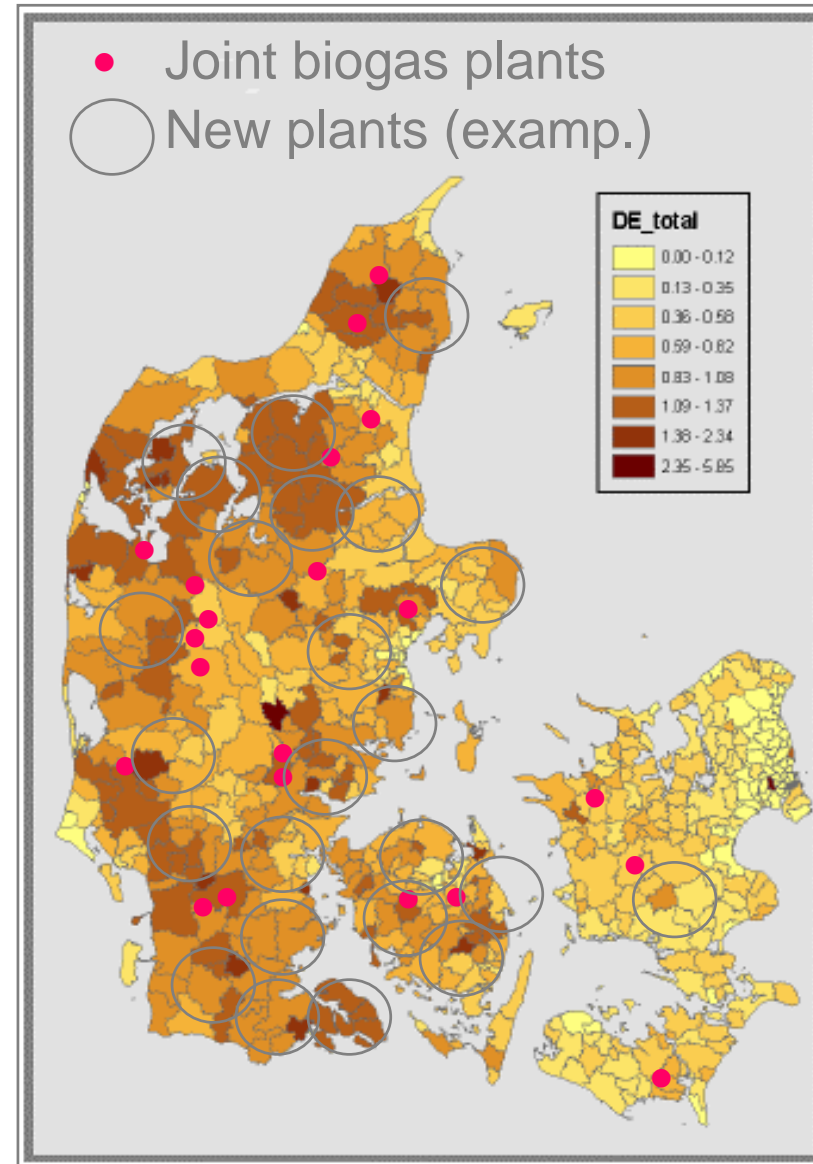 Joint biogas plants
New plants (examp.)
DE_total
0.00 - 0.12
0.13 - 0.35
0.36 - 0.58
0.59 - 0.82
0.83 - 1.08
1.09 - 1.37
1.38 - 2.34
2.35 - 5.85